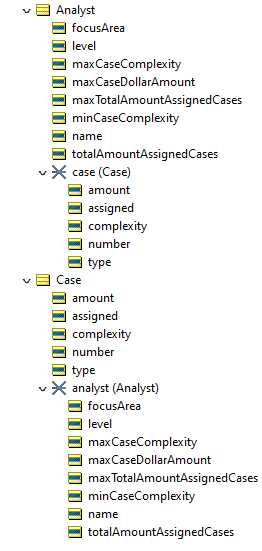 Analyst
focusArea
level
maxCaseComplexity
maxCaseDollarAmount
maxTotalAmountAssignedCases
minCaseComplexity
name
totalAmountAssignedCases
case (Case)
amount
assigned
complexity
number
type
Case
amount
assigned
complexity
number
type
analyst (Analyst)
focusArea
level
maxCaseComplexity
maxCaseDollarAmount
maxTotalAmountAssignedCases
minCaseComplexity
name
totalAmountAssignedCases